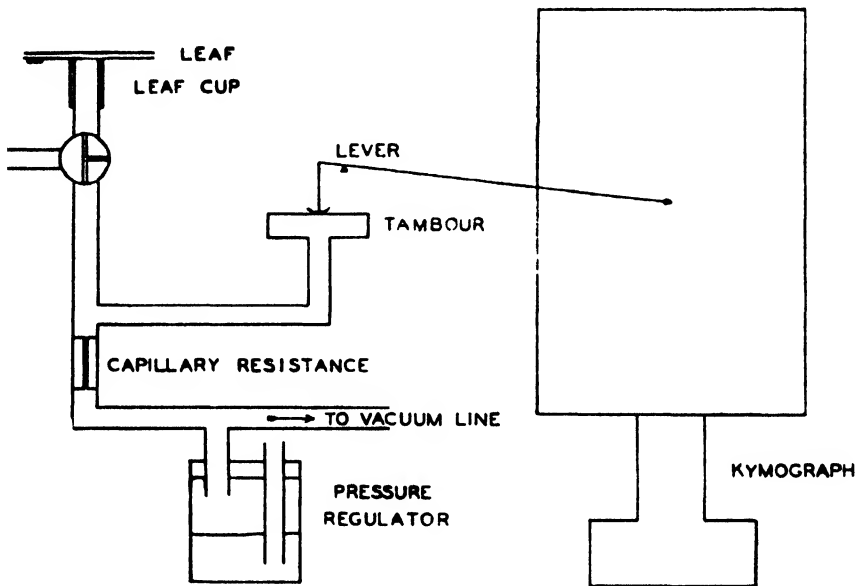 LEAF
LEAF CUP
LEVER
TAMBOUR
CAPILLARY RESISTANCE
TO VACUUM LINE
KYMOGRAPH
PRESSURE
REGULATOR